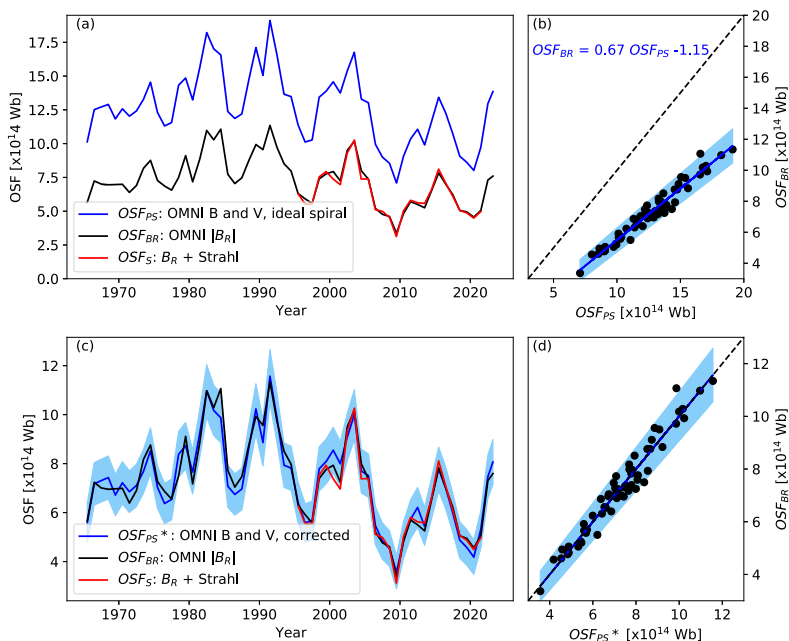 (a)
OSF [x10^14 Wb]
17.5
15.0
12.5
10.0
7.5
5.0
2.5
0.0
OSF_PS: OMNI B and V, ideal spiral
OSF_BR: OMNI |B_R|
OSF_S: B_R + Strahl
1970 1980 1990 2000 2010 2020
Year
(b)
OSF_BR = 0.67 OSF_PS -1.15
20
18
16
14
12
10
8
6
4
OSF_BR [x10^14 Wb]
5 10 15 20
OSF_PS [x10^14 Wb]
(c)
OSF [x10^14 Wb]
12
10
8
6
4
OSF_PS*: OMNI B and V, corrected
OSF_BR: OMNI |B_R|
OSF_S: B_R + Strahl
1970 1980 1990 2000 2010 2020
Year
(d)
12
10
8
6
4
OSF_BR [x10^14 Wb]
4 6 8 10 12
OSF_PS* [x10^14 Wb]